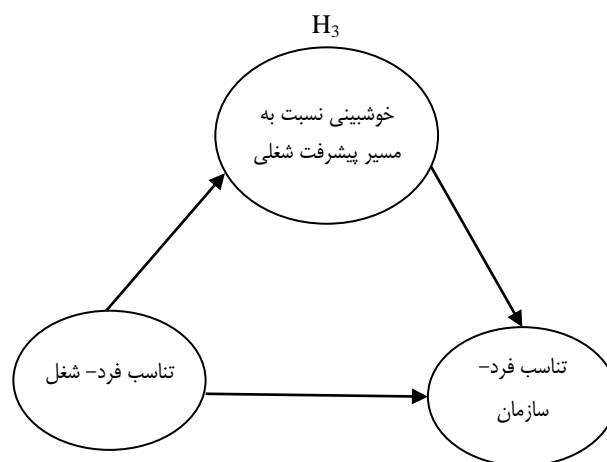 H₃
خوشبینی نسبت به
مسیر پیشرفت شغلی
تناسب فرد– شغل
تناسب فرد–
سازمان